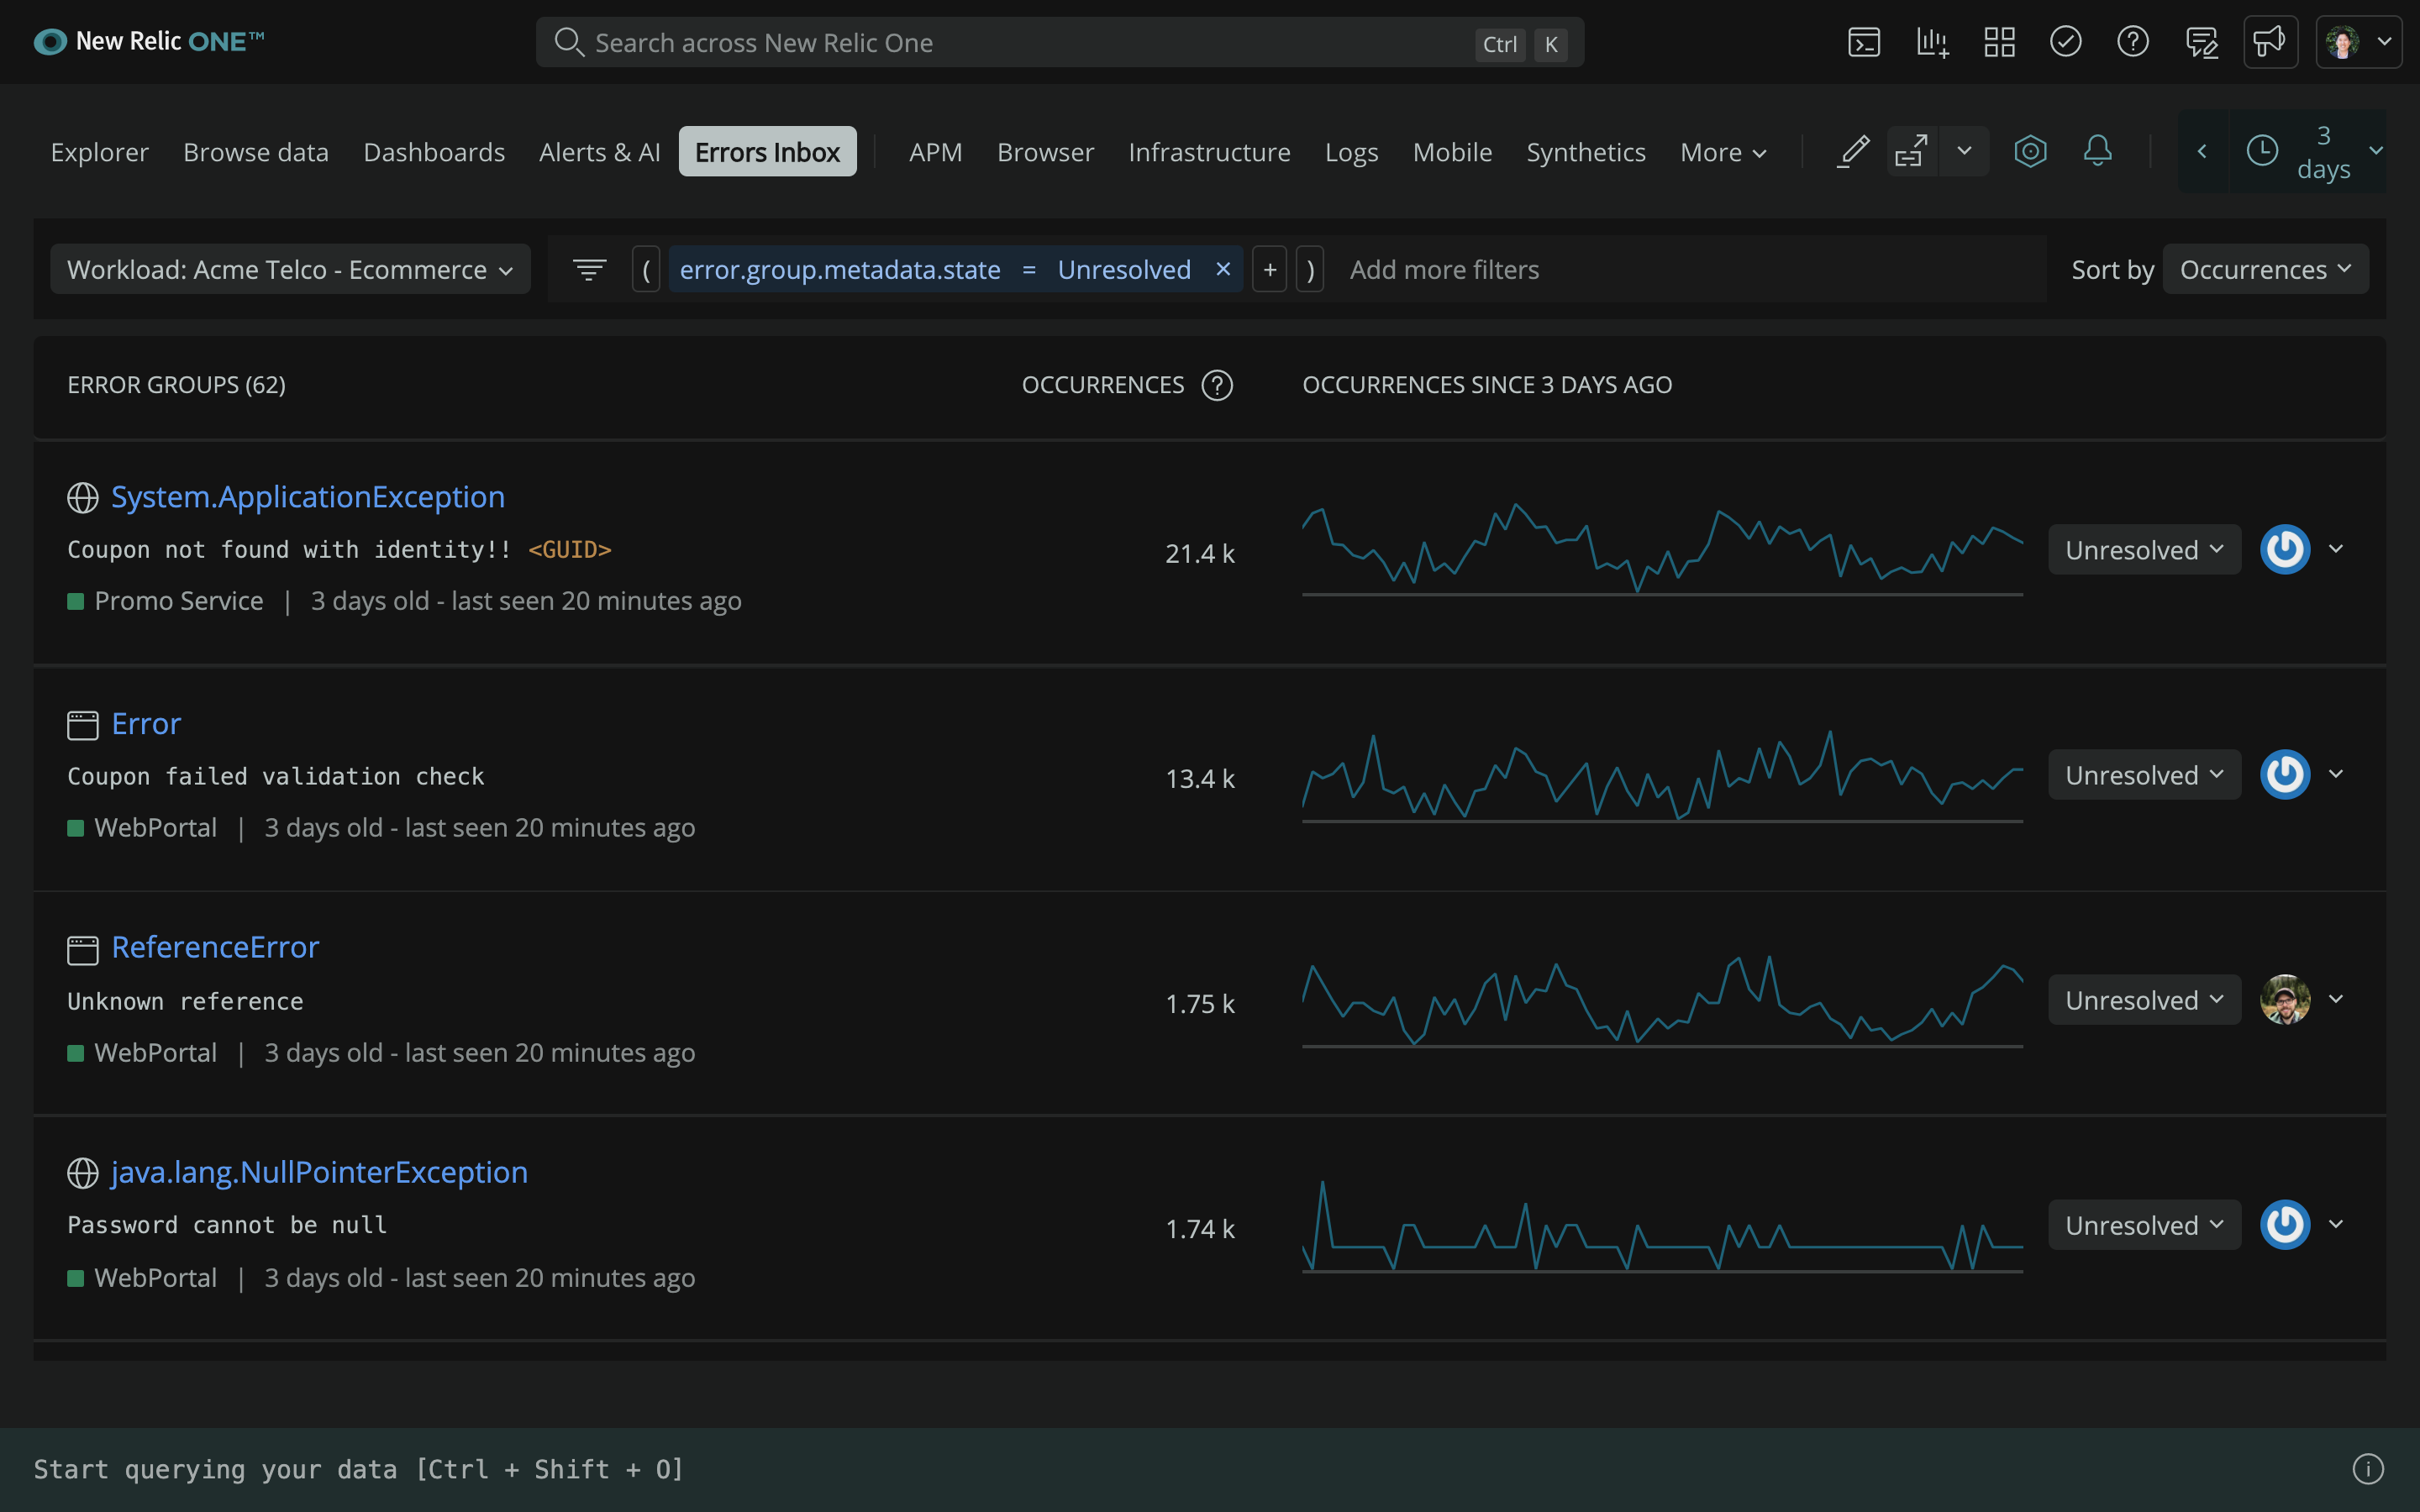 New Relic ONE™
Search across New Relic One
Ctrl K
Explorer Browse data Dashboards Alerts & AI Errors Inbox APM Browser Infrastructure Logs Mobile Synthetics More
3 days
Workload: Acme Telco - Ecommerce
( error.group.metadata.state = Unresolved × + ) Add more filters
Sort by Occurrences
ERROR GROUPS (62) OCCURRENCES ? OCCURRENCES SINCE 3 DAYS AGO
System.ApplicationException
Coupon not found with identity!! <GUID>
Promo Service | 3 days old - last seen 20 minutes ago
21.4 k
Unresolved
Error
Coupon failed validation check
WebPortal | 3 days old - last seen 20 minutes ago
13.4 k
Unresolved
ReferenceError
Unknown reference
WebPortal | 3 days old - last seen 20 minutes ago
1.75 k
Unresolved
java.lang.NullPointerException
Password cannot be null
WebPortal | 3 days old - last seen 20 minutes ago
1.74 k
Unresolved
Start querying your data [Ctrl + Shift + O]